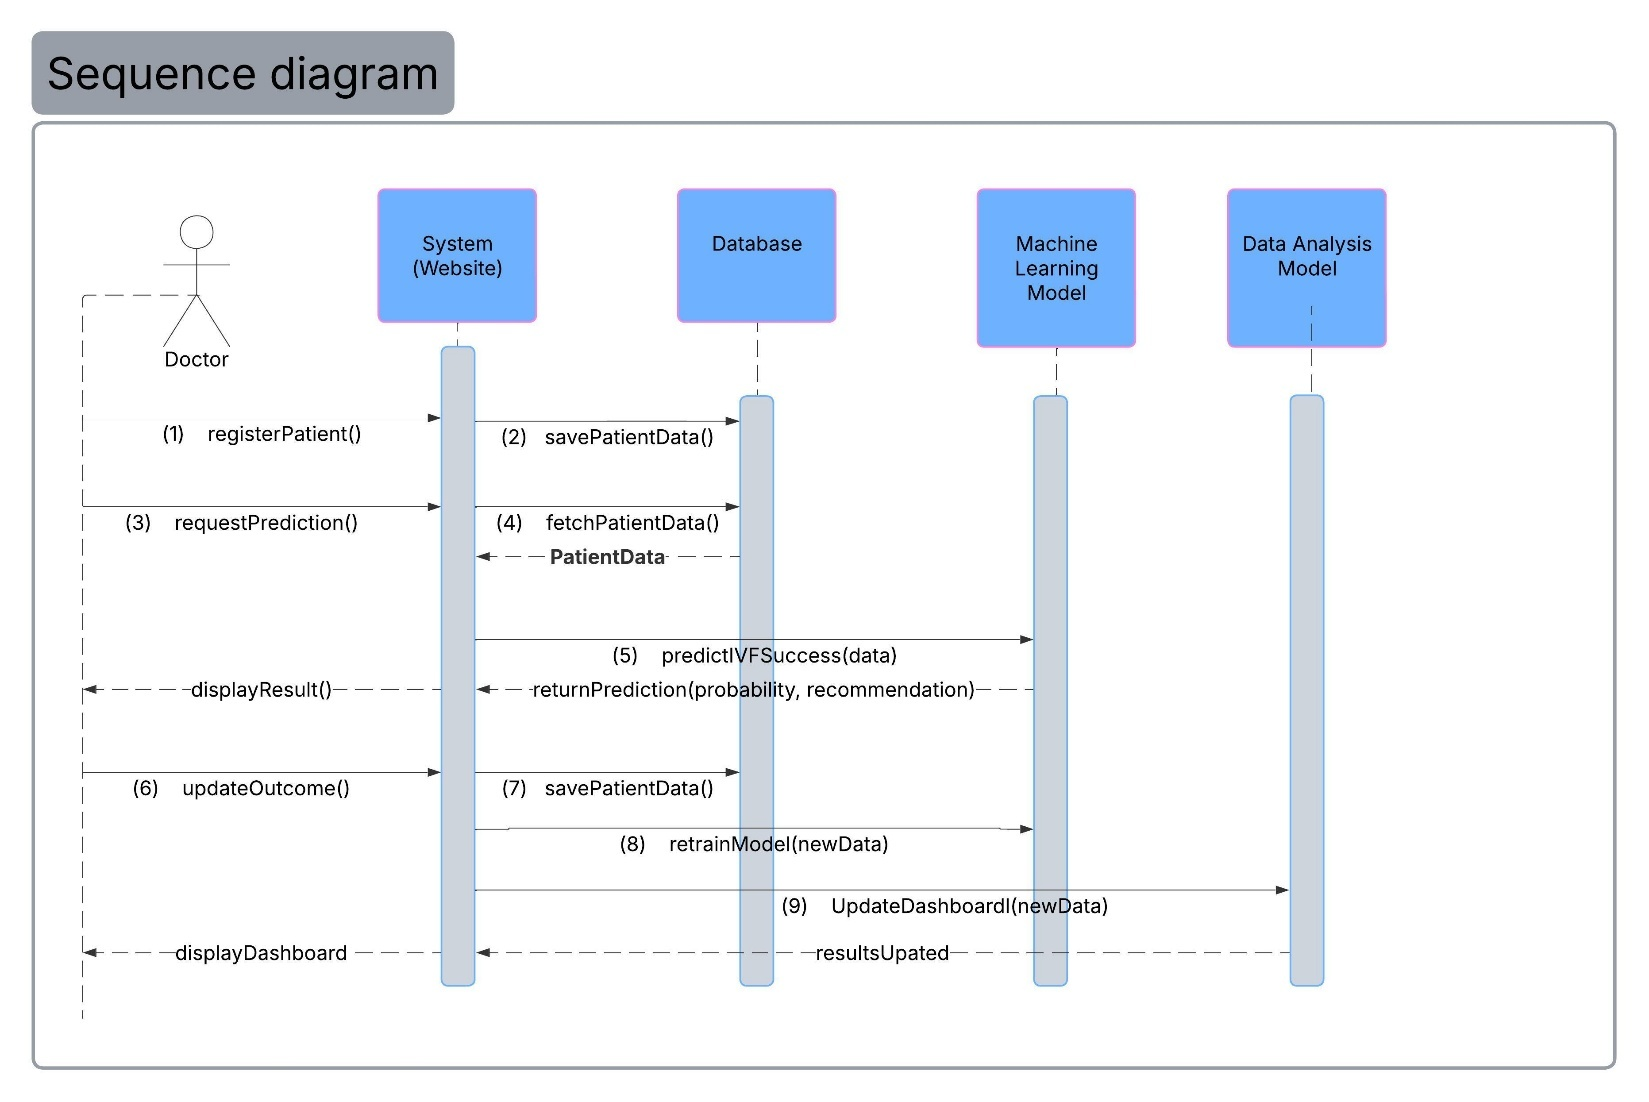 Sequence diagram
System
(Website)
Database
Machine
Learning
Model
Data Analysis
Model
Doctor
(1) registerPatient()
(2) savePatientData()
(3) requestPrediction()
(4) fetchPatientData()
PatientData
(5) predictIVFSuccess(data)
displayResult()
returnPrediction(probability, recommendation)
(6) updateOutcome()
(7) savePatientData()
(8) retrainModel(newData)
(9) UpdateDashboardl(newData)
displayDashboard
resultsUpated